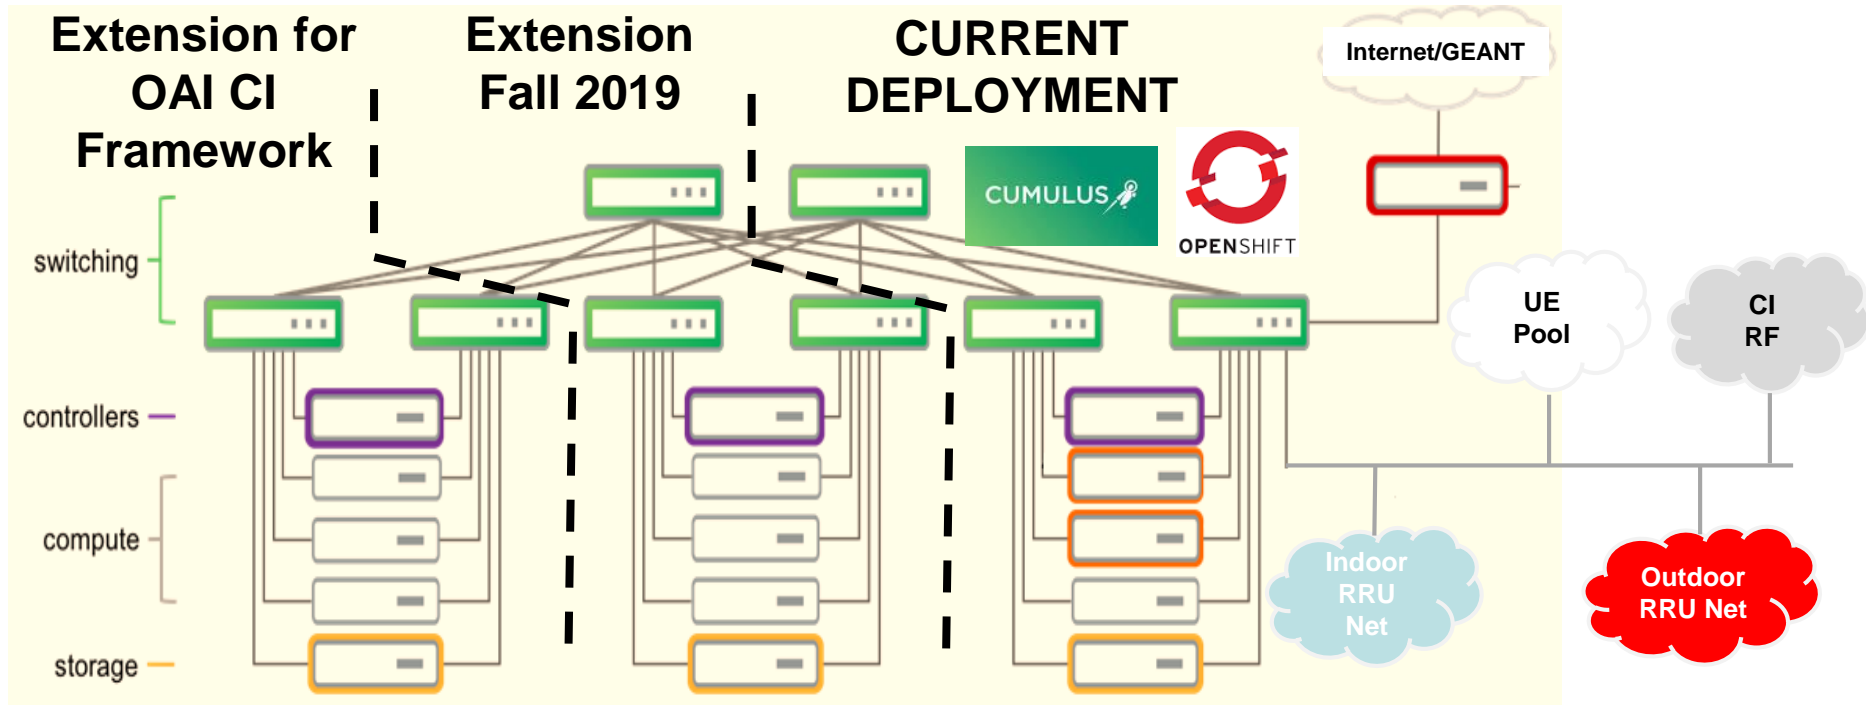 Extension for
OAI CI
Framework
Extension
Fall 2019
CURRENT
DEPLOYMENT
Internet/GEANT
CUMULUS
OPENSHIFT
switching
controllers
compute
storage
UE
Pool
CI
RF
Indoor
RRU
Net
Outdoor
RRU Net